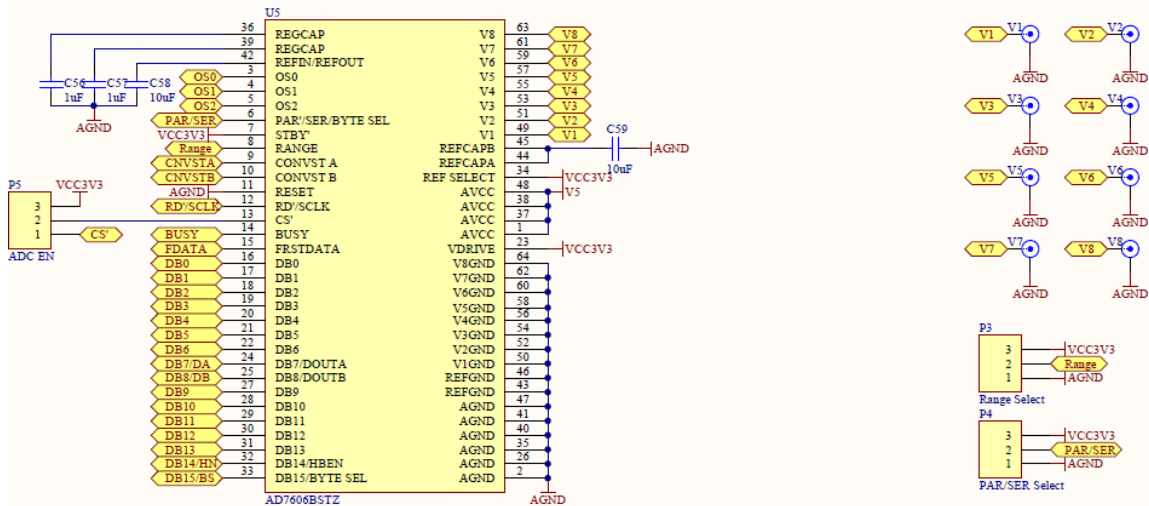 U5
36 REGCAP V8 63 V8
39 REGCAP V7 61 V7
42 REFIN/REFOUT V6 59 V6
OS0 3 OS0 V5 57 V5
OS1 4 OS1 V4 55 V4
OS2 5 OS2 V3 53 V3
PAR/SER 6 PAR'/SER/BYTE SEL V2 51 V2
VCC3V3 7 STBY' V1 49 V1
Range 8 RANGE REFCAPB 45
CNVSTA 9 CONVST A REFCAPA 44
CNVSTB 10 CONVST B REF SELECT 34 VCC3V3
AGND 11 RESET AVCC 48 V5
RD'/SCLK 12 RD'/SCLK AVCC 38
13 CS' AVCC 37
BUSY 14 BUSY AVCC 1
FDATA 15 FRSTDATA VDRIVE 23 VCC3V3
DB0 16 DB0 V8GND 64
DB1 17 DB1 V7GND 62
DB2 18 DB2 V6GND 60
DB3 19 DB3 V5GND 58
DB4 20 DB4 V4GND 56
DB5 21 DB5 V3GND 54
DB6 22 DB6 V2GND 52
DB7/DA 24 DB7/DOUTA V1GND 50
DB8/DB 25 DB8/DOUTB REFGND 46
DB9 27 DB9 REFGND 43
DB10 28 DB10 AGND 47
DB11 29 DB11 AGND 41
DB12 30 DB12 AGND 40
DB13 31 DB13 AGND 35
DB14/HN 32 DB14/HBEN AGND 26
DB15/BS 33 DB15/BYTE SEL AGND 2
AD7606BSTZ
AGND
C56 C57 C58
1uF 1uF 10uF
AGND
C59
10uF
AGND
P5
VCC3V3
3
2
1 CS'
ADC EN
V1 V1 V2 V2
AGND AGND
V3 V3 V4 V4
AGND AGND
V5 V5 V6 V6
AGND AGND
V7 V7 V8 V8
AGND AGND
P3
3 VCC3V3
2 Range
1 AGND
Range Select
P4
3 VCC3V3
2 PAR/SER
1 AGND
PAR/SER Select